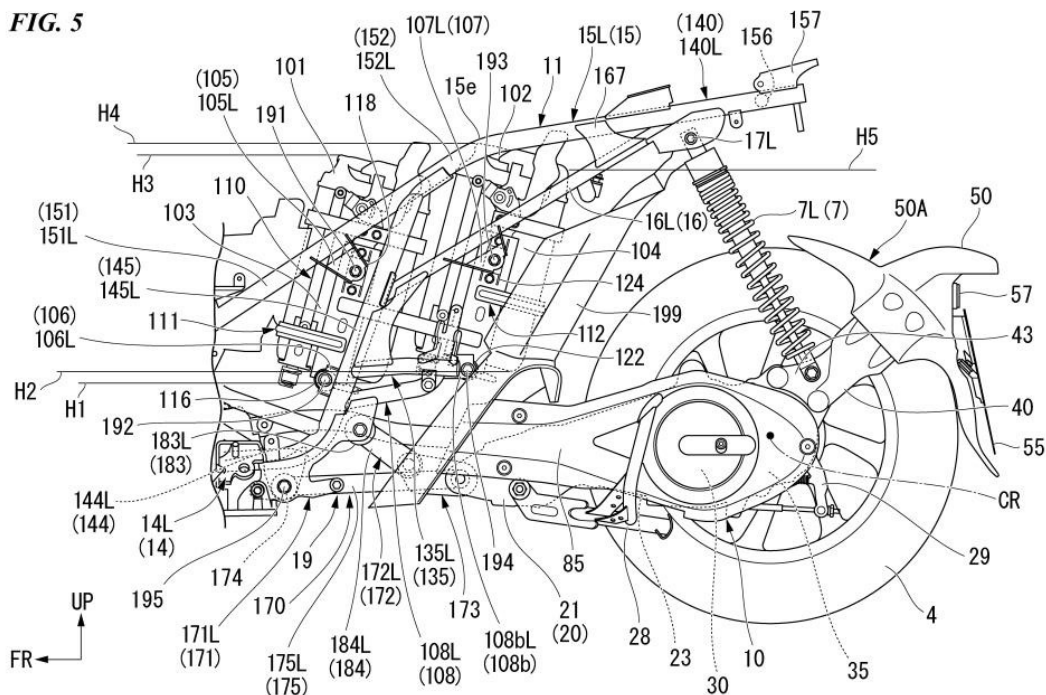 FIG. 5
107L (107)
(140)
157
(152)
152L
15L (15)
140L
156
(105)
105L
101
193
11
167
118
15e
102
191
H4
H3
17L
H5
110
(151)
151L
103
16L (16)
7L (7)
50A
50
(145)
145L
104
124
57
(106)
106L
111
112
199
43
122
H2
H1
116
40
192
183L
(183)
55
144L
(144)
CR
14L
(14)
19
135L
(135)
194
85
29
174
172L
(172)
173
195
170
4
UP
21
(20)
28
171L
(171)
184L
(184)
108bL
(108b)
23
10
35
FR
175L
(175)
108L
(108)
30